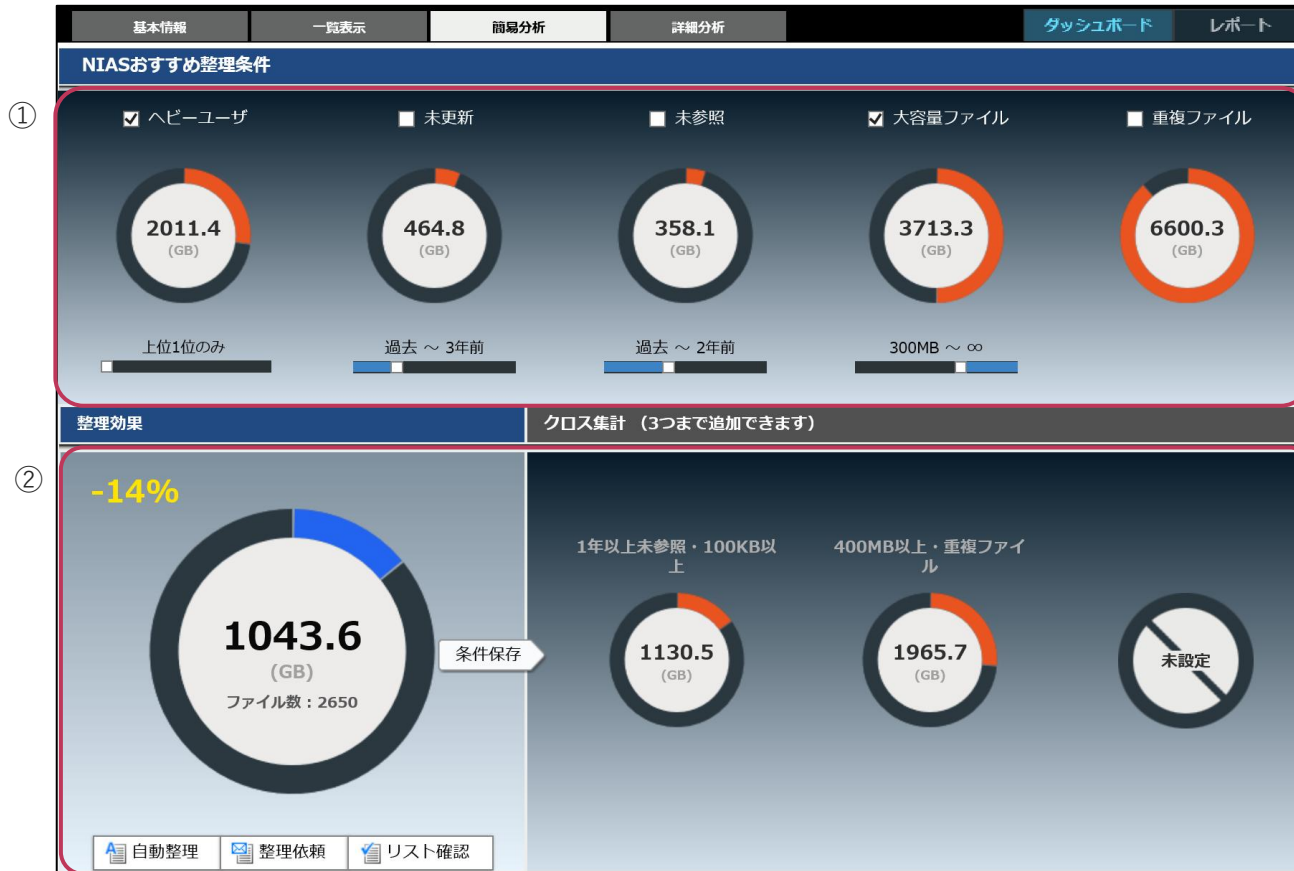 基本情報 一覧表示 簡易分析 詳細分析 ダッシュボード レポート
NIASおすすめ整理条件
①
ヘビーユーザ 未更新 未参照 大容量ファイル 重複ファイル
2011.4 464.8 358.1 3713.3 6600.3
(GB) (GB) (GB) (GB) (GB)
上位1位のみ 過去 ～ 3年前 過去 ～ 2年前 300MB ～ ∞
整理効果 クロス集計 （3つまで追加できます）
②
-14%
1043.6
(GB)
ファイル数：2650
条件保存
1年以上未参照・100KB以
上
1130.5
(GB)
400MB以上・重複ファイ
ル
1965.7
(GB)
未設定
自動整理 整理依頼 リスト確認